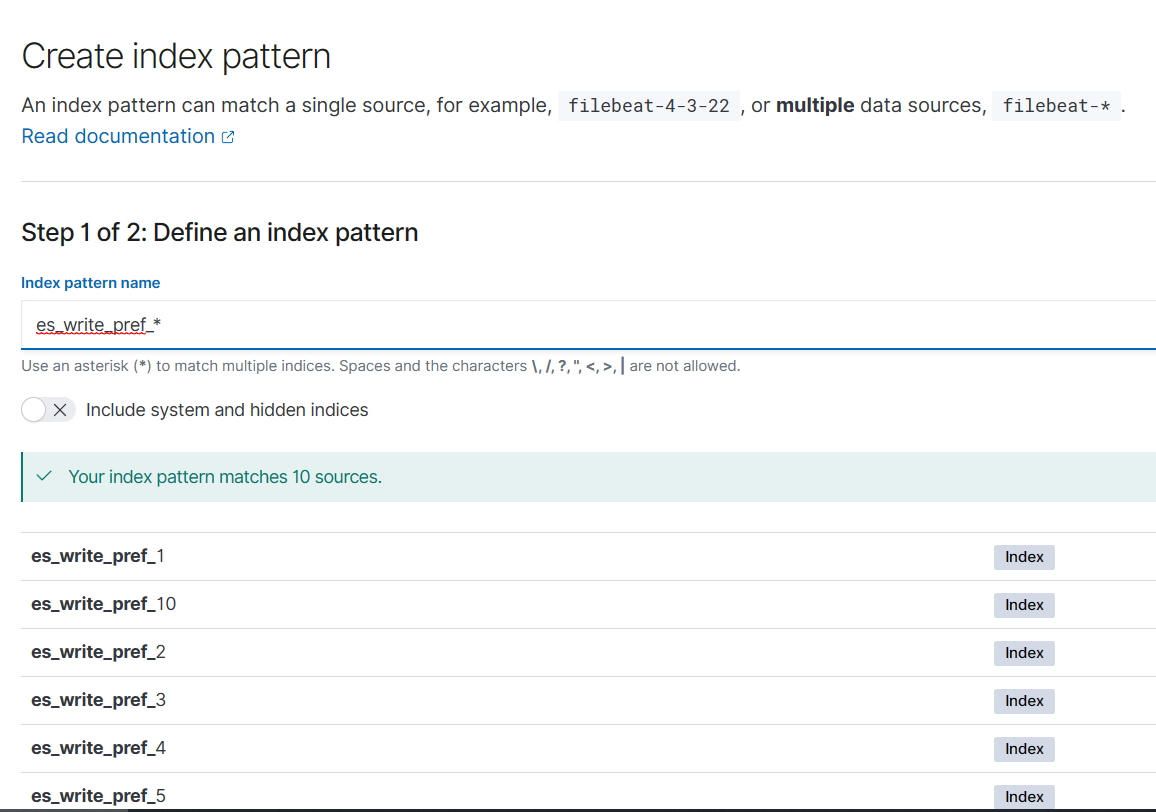 Create index pattern
An index pattern can match a single source, for example, filebeat-4-3-22 , or multiple data sources, filebeat-* .
Read documentation
Step 1 of 2: Define an index pattern
Index pattern name
es_write_pref_*
Use an asterisk (*) to match multiple indices. Spaces and the characters \, /, ?, ", <, >, | are not allowed.
Include system and hidden indices
Your index pattern matches 10 sources.
es_write_pref_1 Index
es_write_pref_10 Index
es_write_pref_2 Index
es_write_pref_3 Index
es_write_pref_4 Index
es_write_pref_5 Index